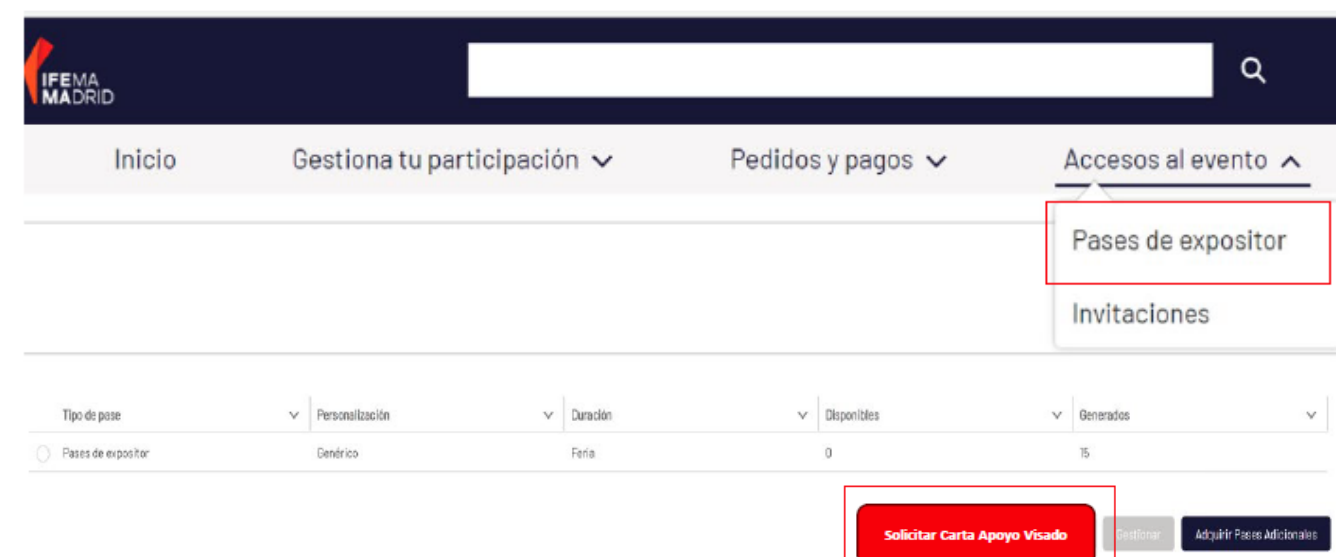 IFEMA
MADRID
Inicio Gestiona tu participación Pedidos y pagos Accesos al evento
Pases de expositor
Invitaciones
Tipo de pase Personalización Duración Disponibles Generados
Pases de expositor Genérico Feria 0 15
Solicitar Carta Apoyo Visado Gestionar Adquirir Pases Adicionales